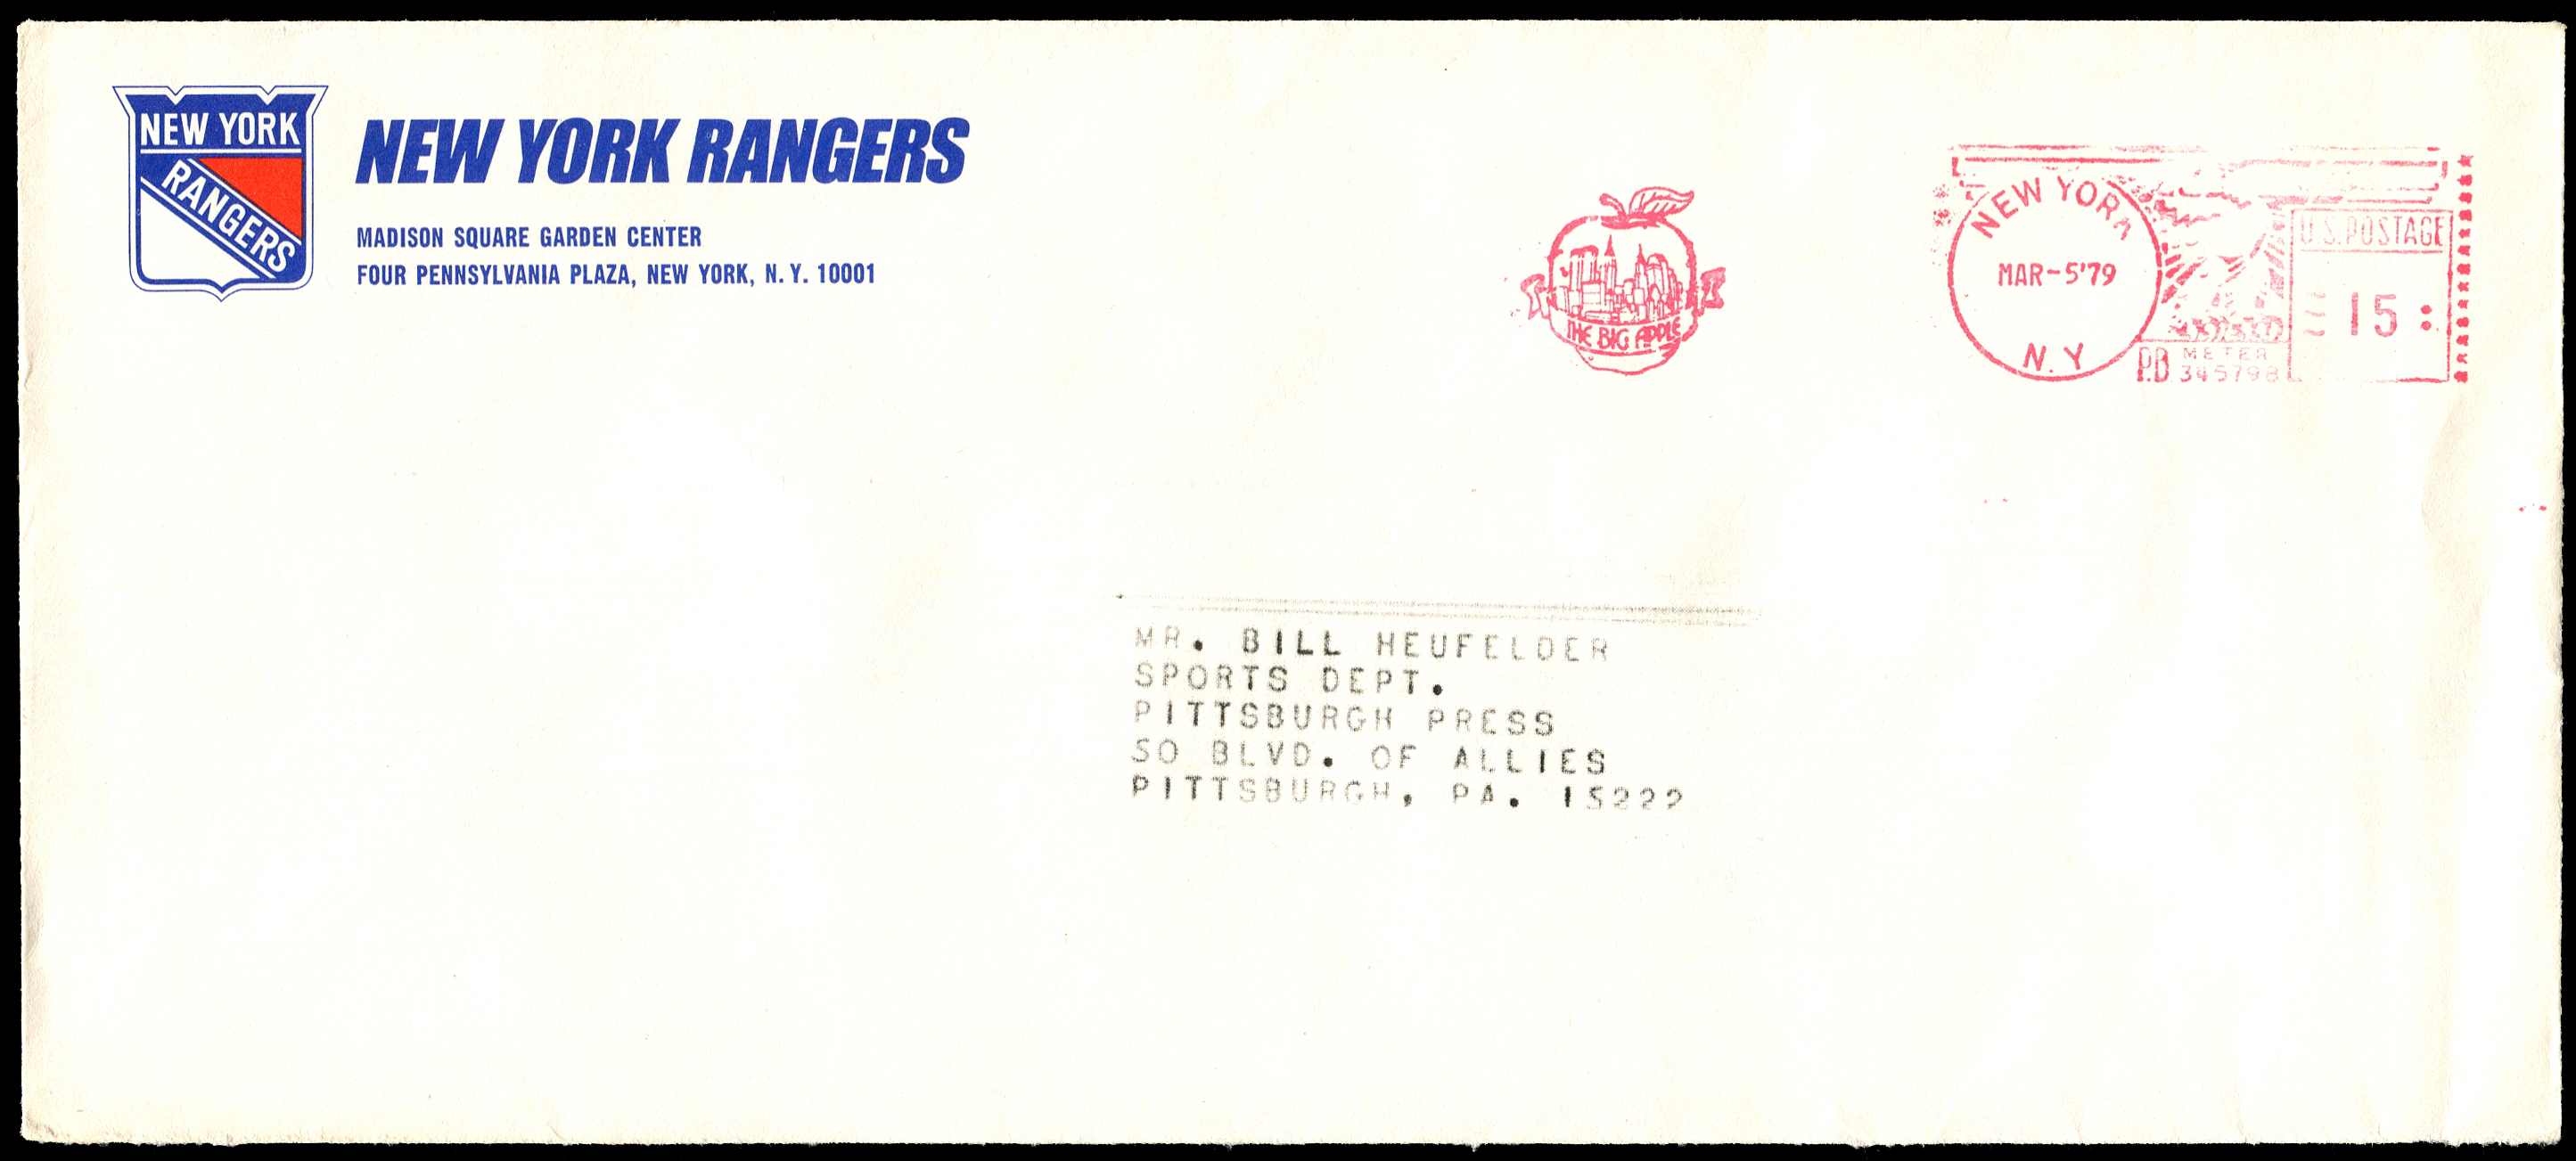 NEW YORK
RANGERS
NEW YORK RANGERS
MADISON SQUARE GARDEN CENTER
FOUR PENNSYLVANIA PLAZA, NEW YORK, N.Y. 10001
THE BIG APPLE
NEW YORK
MAR-5'79
N.Y
U.S. POSTAGE
15
P.B. METER
345798
MR. BILL HEUFELDER
SPORTS DEPT.
PITTSBURGH PRESS
SO BLVD. OF ALLIES
PITTSBURGH, PA. 15222